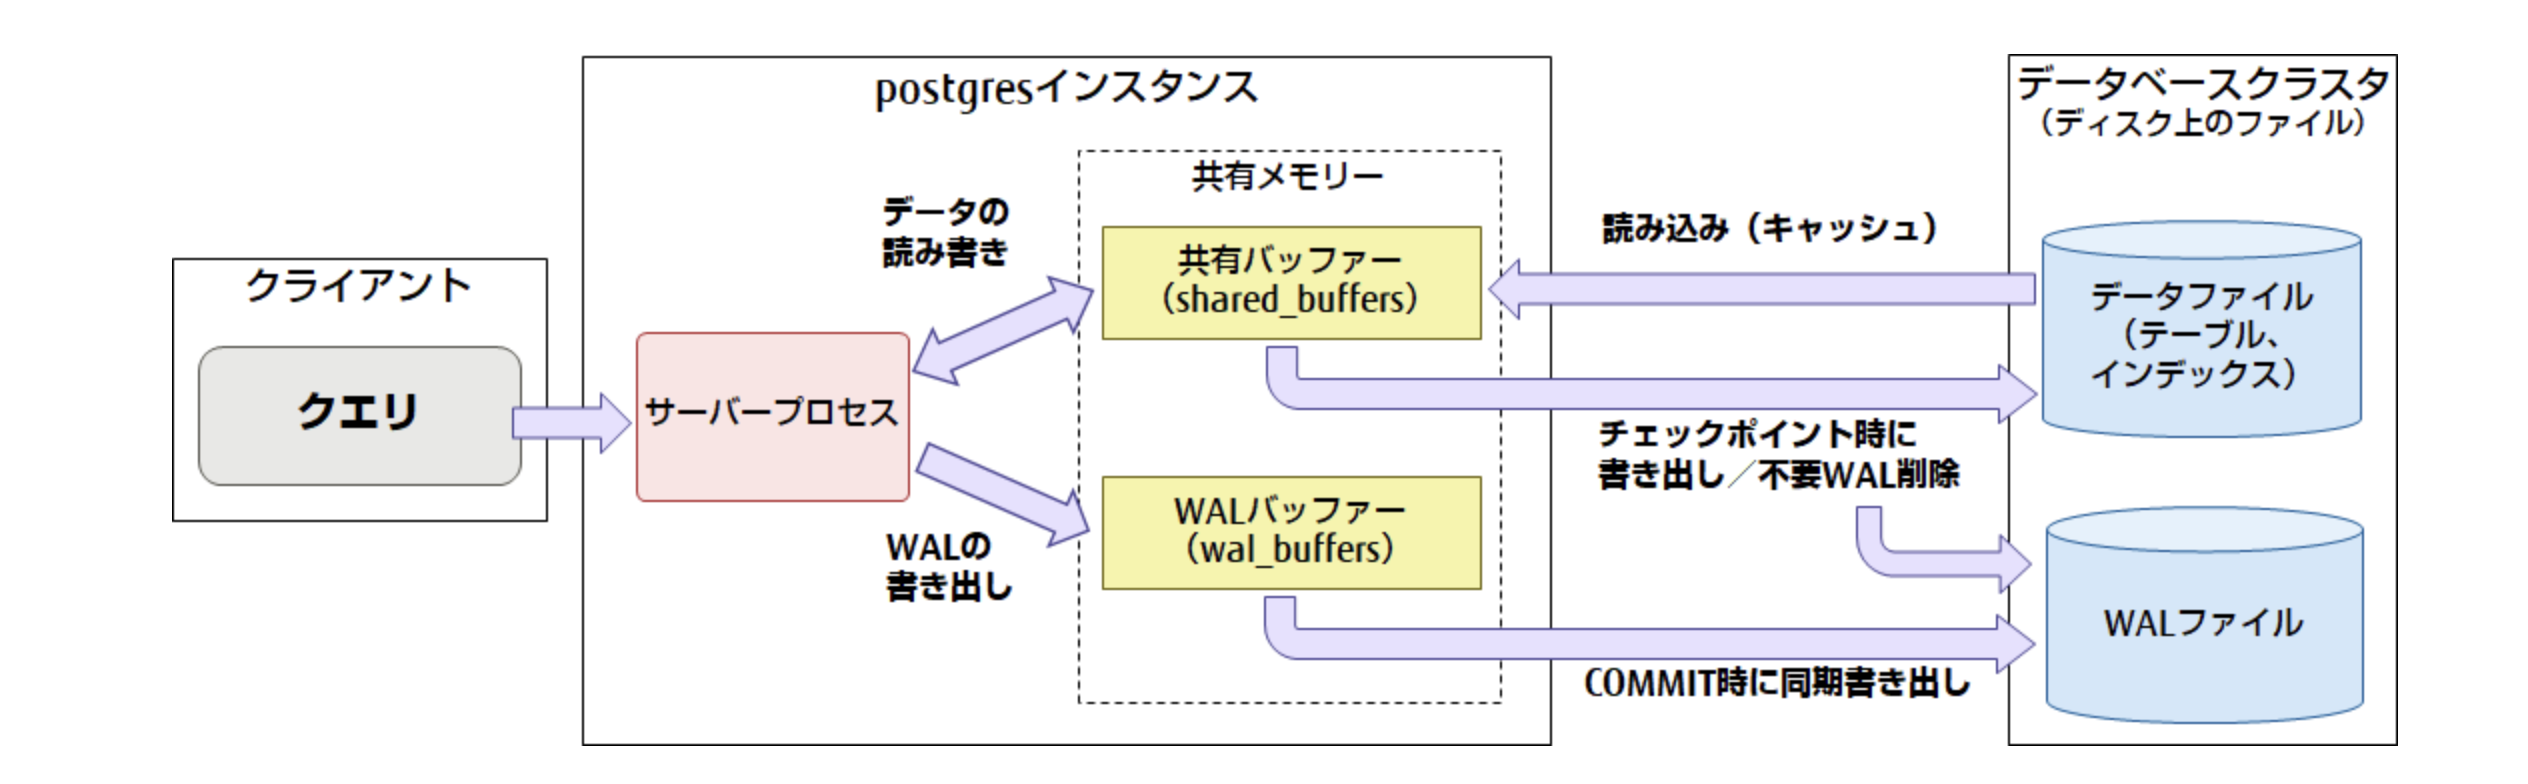 クライアント
クエリ
postgresインスタンス
サーバープロセス
データの
読み書き
WALの
書き出し
共有メモリー
共有バッファー
（shared_buffers）
WALバッファー
（wal_buffers）
読み込み（キャッシュ）
チェックポイント時に
書き出し／不要WAL削除
COMMIT時に同期書き出し
データベースクラスタ
（ディスク上のファイル）
データファイル
（テーブル、
インデックス）
WALファイル